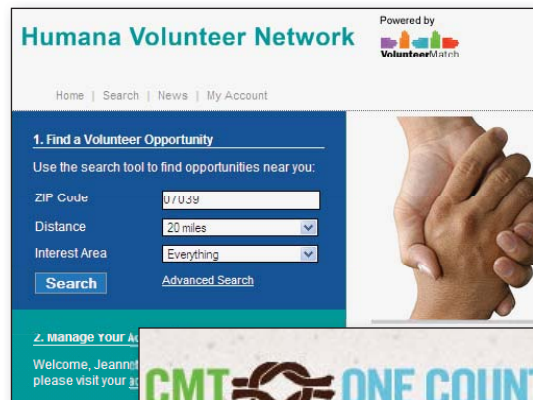 Humana Volunteer Network
Powered by
VolunteerMatch
Home | Search | News | My Account
1. Find a Volunteer Opportunity
Use the search tool to find opportunities near you:
ZIP Code 07039
Distance 20 miles
Interest Area Everything
Search Advanced Search
2. Manage Your
Welcome,
please visit your
CMT ONE